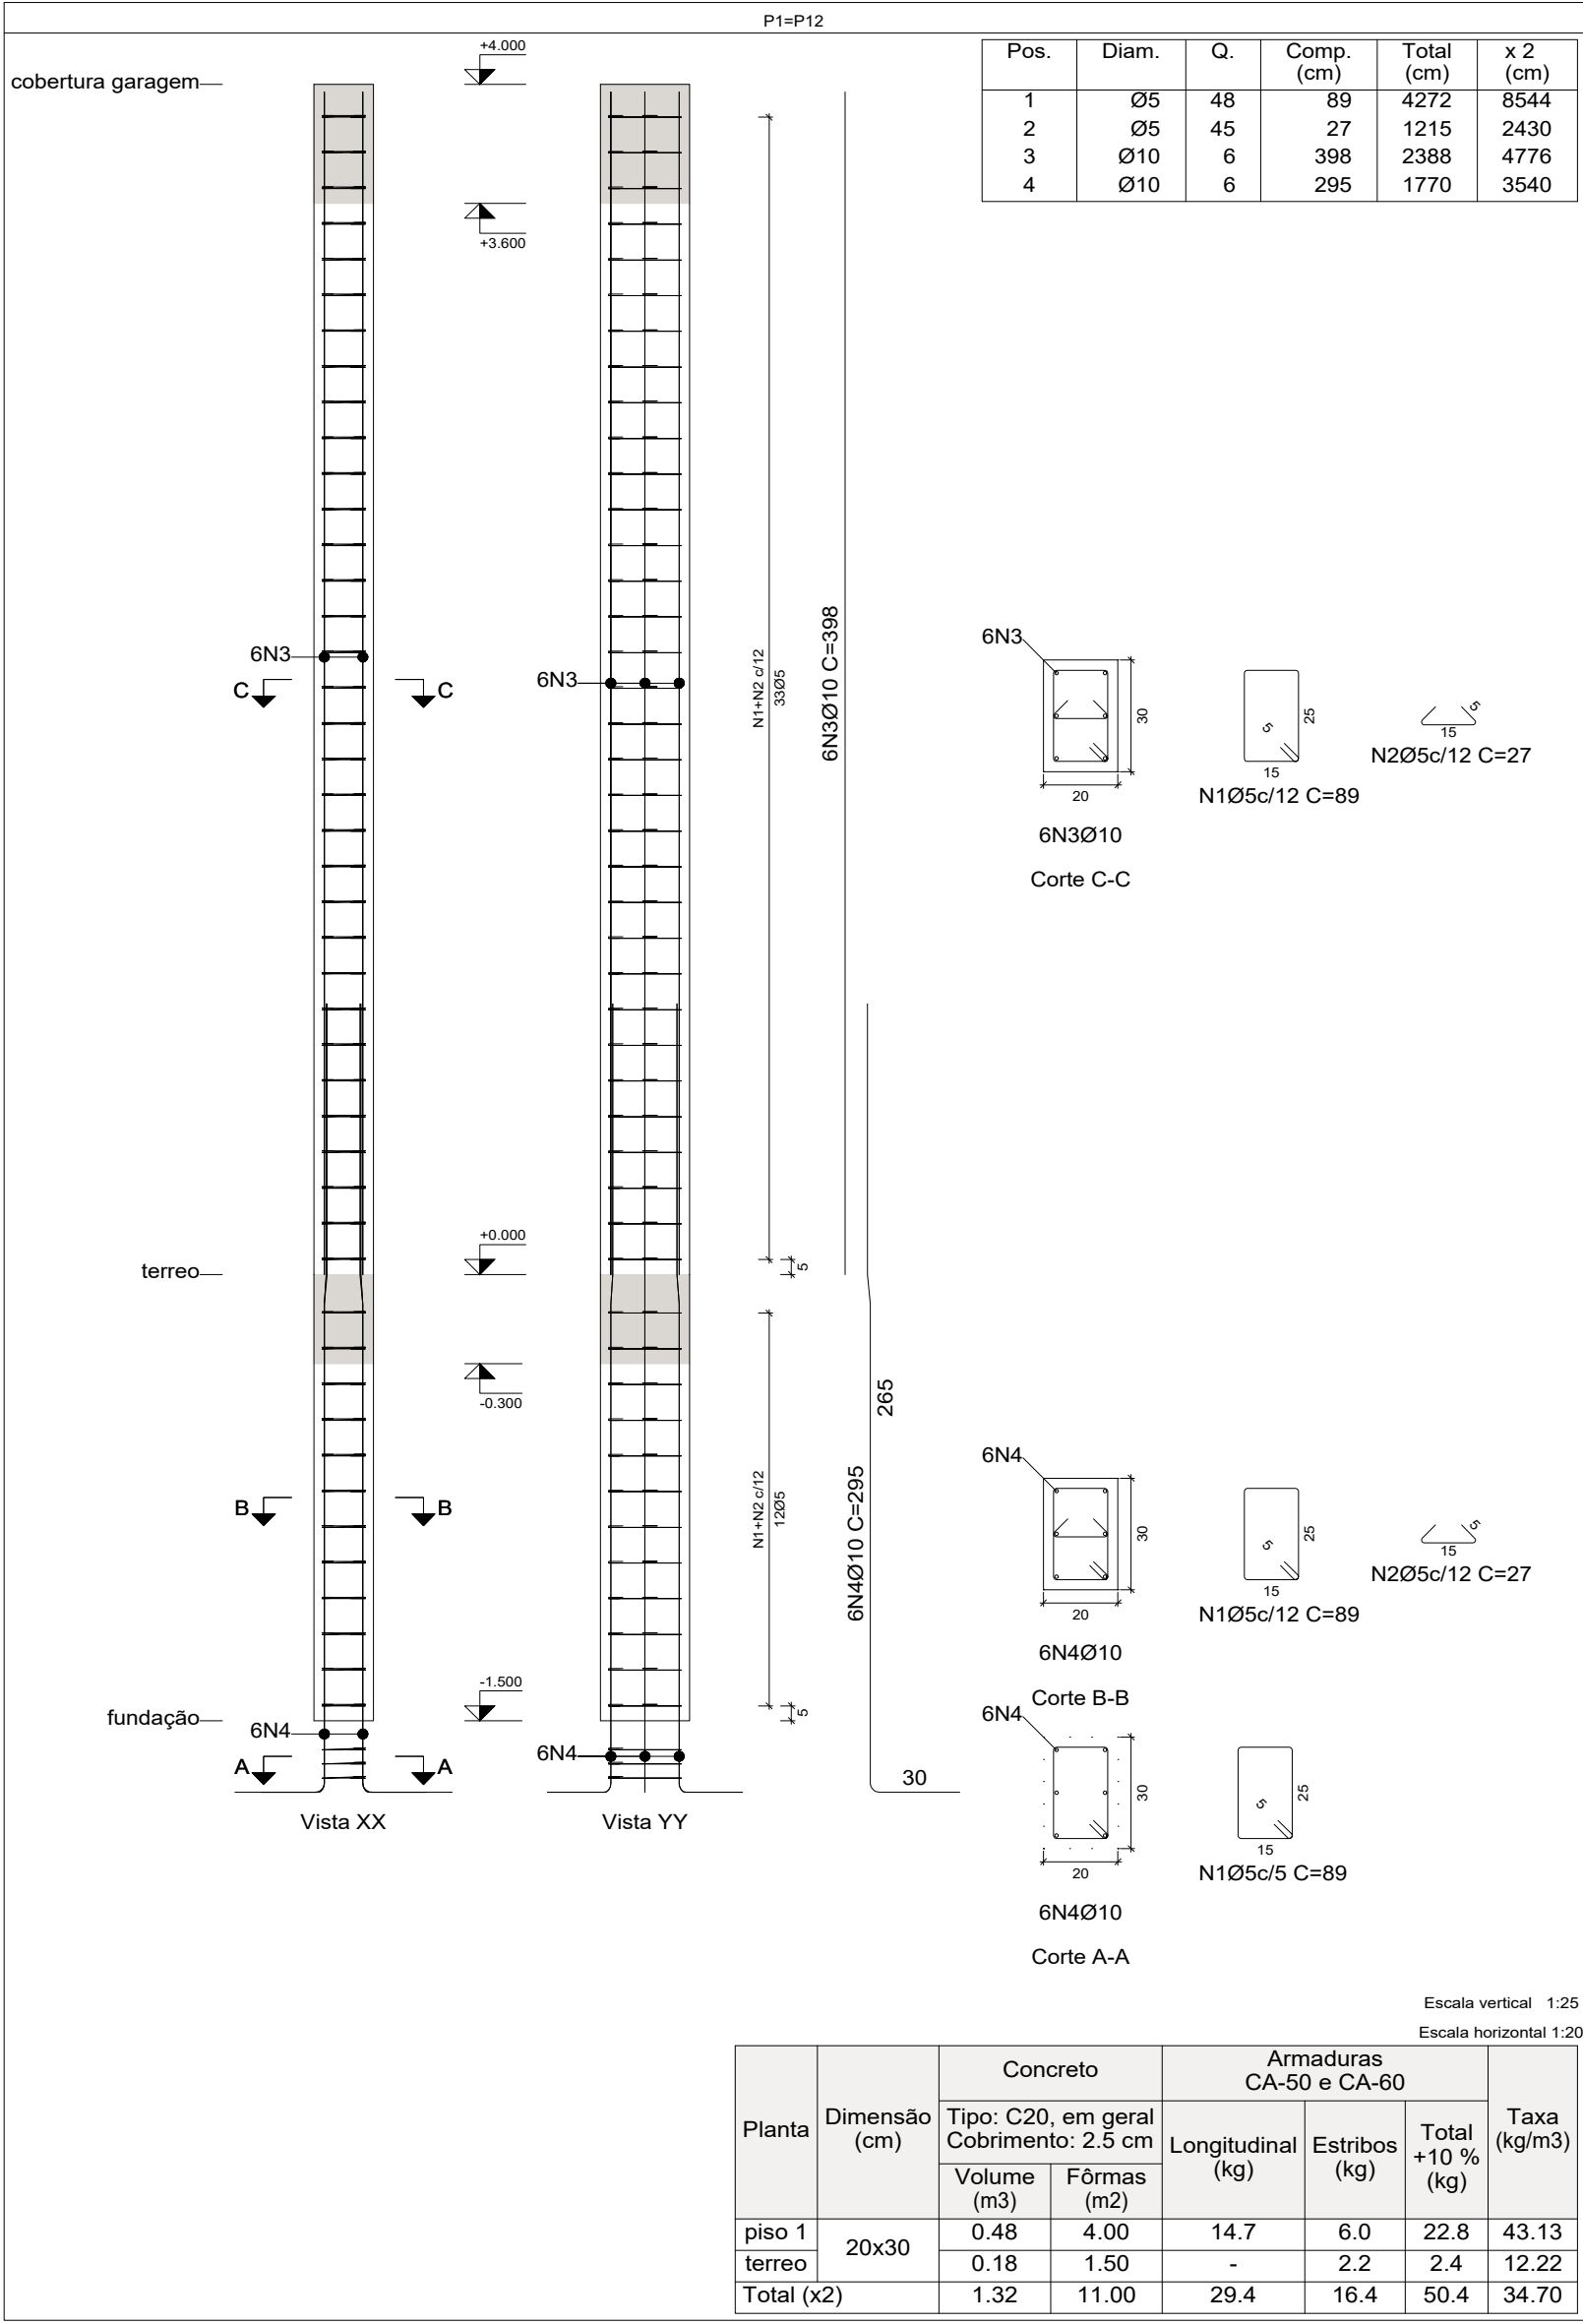 P1=P12
Pos. Diam. Q. Comp. (cm) Total (cm) x 2 (cm)
1 Ø5 48 89 4272 8544
2 Ø5 45 27 1215 2430
3 Ø10 6 398 2388 4776
4 Ø10 6 295 1770 3540
+4.000
cobertura garagem
+3.600
6N3
C C
6N3
N1+N2 c/12
33Ø5
6N3Ø10 C=398
6N3
30
20
6N3Ø10
Corte C-C
5
25
15
N1Ø5c/12 C=89
5
15
N2Ø5c/12 C=27
+0.000
terreo
5
-0.300
265
B B
N1+N2 c/12
12Ø5
6N4Ø10 C=295
6N4
30
20
6N4Ø10
Corte B-B
5
25
15
N1Ø5c/12 C=89
5
15
N2Ø5c/12 C=27
-1.500
fundação
5
6N4
A A
6N4
30
Vista XX
Vista YY
6N4
30
20
6N4Ø10
Corte A-A
5
25
15
N1Ø5c/5 C=89
Escala vertical 1:25
Escala horizontal 1:20
Planta
Dimensão
(cm)
Concreto
Tipo: C20, em geral
Cobrimento: 2.5 cm
Volume
(m3)
Fôrmas
(m2)
Armaduras
CA-50 e CA-60
Longitudinal
(kg)
Estribos
(kg)
Total
+10 %
(kg)
Taxa
(kg/m3)
piso 1 20x30 0.48 4.00 14.7 6.0 22.8 43.13
terreo 0.18 1.50 - 2.2 2.4 12.22
Total (x2) 1.32 11.00 29.4 16.4 50.4 34.70